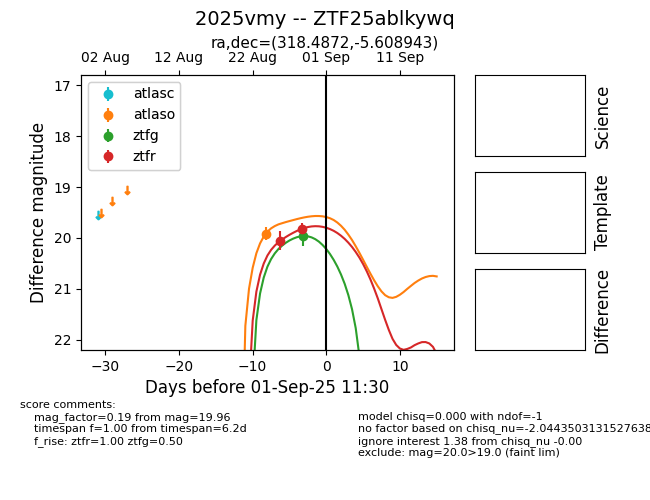 2025vmy -- ZTF25ablkywq
ra,dec=(318.4872,-5.608943)
02 Aug 12 Aug 22 Aug 01 Sep 11 Sep
atlasc
atlaso
ztfg
ztfr
17
18
19
20
21
22
Difference magnitude
−30 −20 −10 0 10
Days before 01-Sep-25 11:30
Science
Template
Difference
score comments:
mag_factor=0.19 from mag=19.96
timespan f=1.00 from timespan=6.2d
f_rise: ztfr=1.00 ztfg=0.50
model chisq=0.000 with ndof=-1
no factor based on chisq_nu=-2.0443503131527638
ignore interest 1.38 from chisq_nu -0.00
exclude: mag=20.0>19.0 (faint lim)